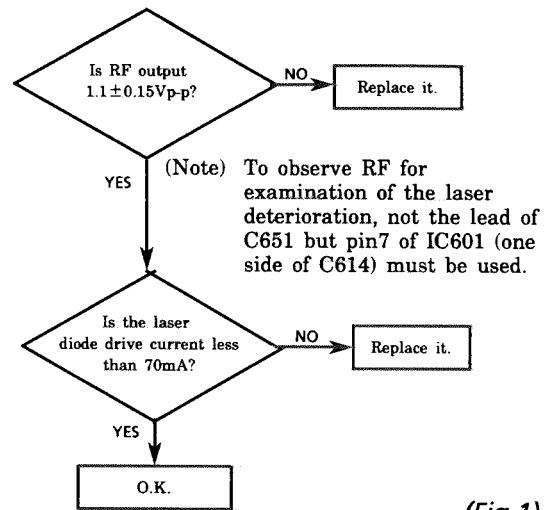 Is RF output
1.1±0.15Vp-p?
NO
Replace it.
YES
(Note) To observe RF for
examination of the laser
deterioration, not the lead of
C651 but pin7 of IC601 (one
side of C614) must be used.
Is the laser
diode drive current less
than 70mA?
NO
Replace it.
YES
O.K.
(Fig.1)